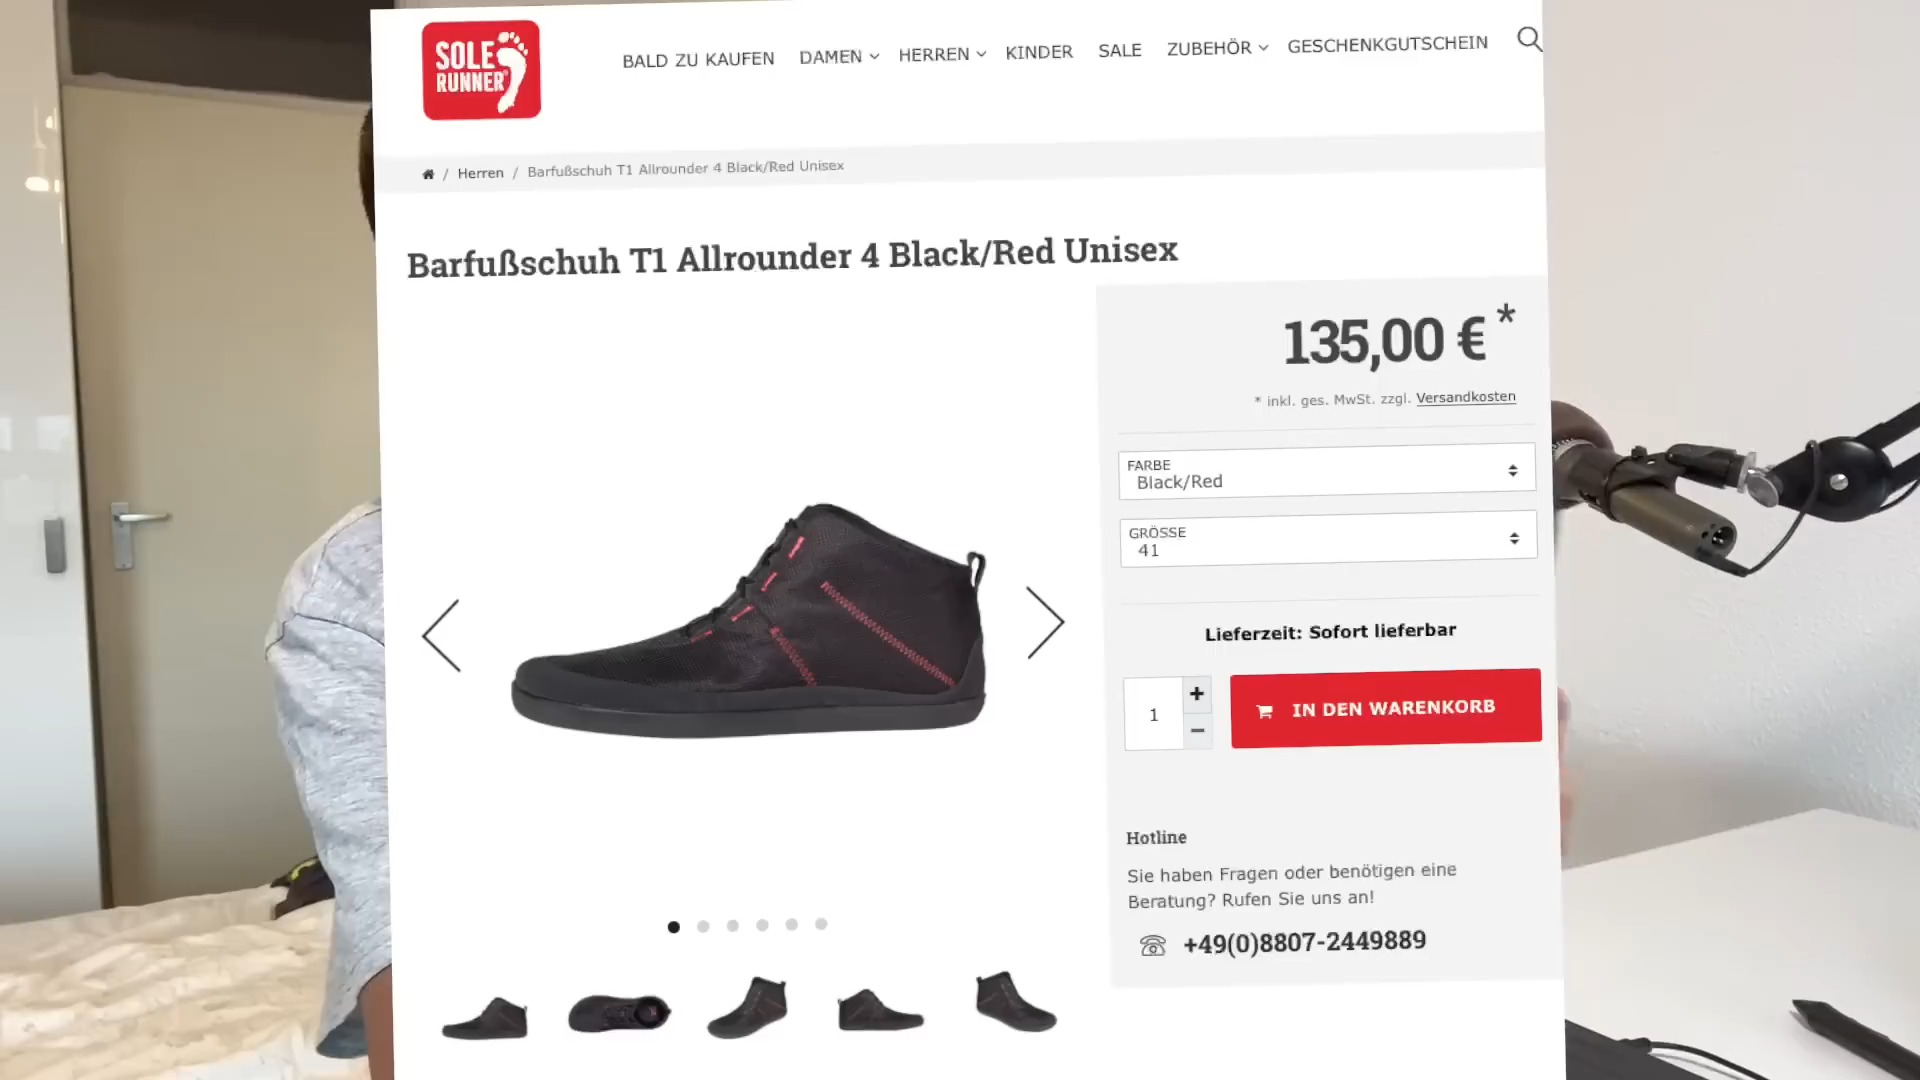 SOLE
RUNNER
BALD ZU KAUFEN DAMEN HERREN KINDER SALE ZUBEHÖR GESCHENKGUTSCHEIN
/ Herren / Barfußschuh T1 Allrounder 4 Black/Red Unisex
Barfußschuh T1 Allrounder 4 Black/Red Unisex
135,00 € *
* inkl. ges. MwSt. zzgl. Versandkosten
FARBE
Black/Red
GRÖSSE
41
Lieferzeit: Sofort lieferbar
1 + −
IN DEN WARENKORB
Hotline
Sie haben Fragen oder benötigen eine
Beratung? Rufen Sie uns an!
+49(0)8807-2449889